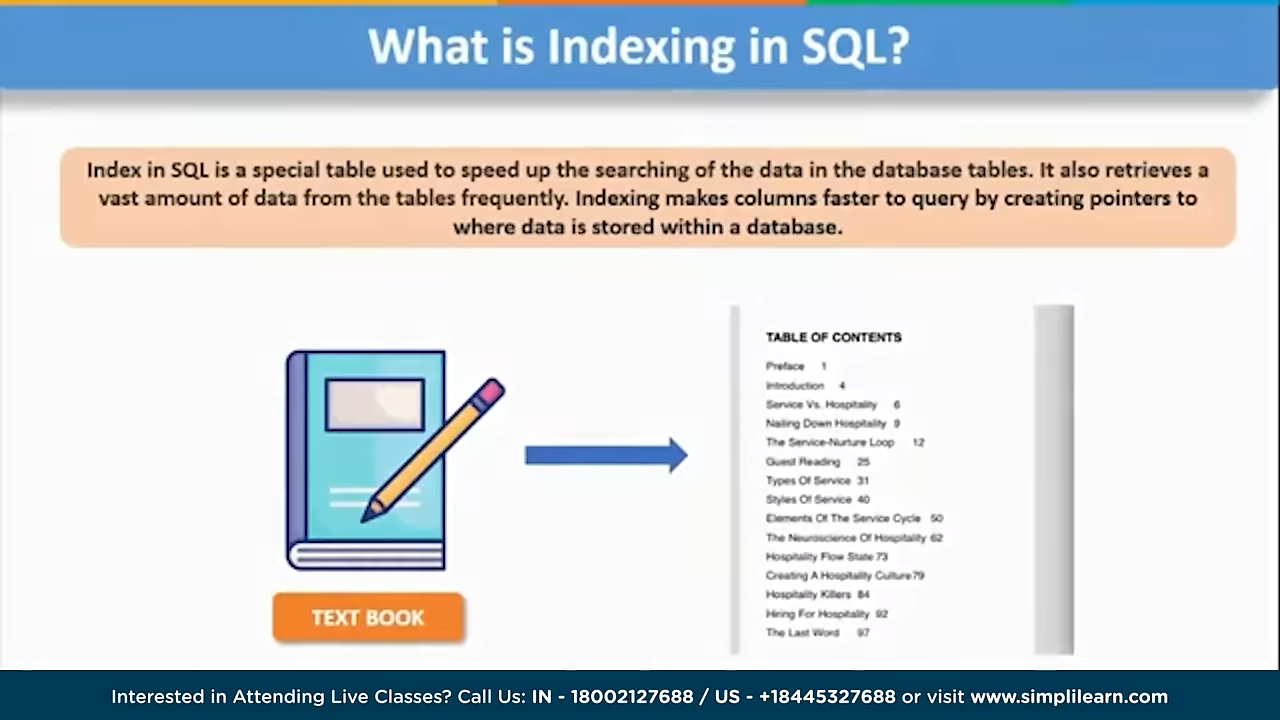 What is Indexing in SQL?
Index in SQL is a special table used to speed up the searching of the data in the database tables. It also retrieves a
vast amount of data from the tables frequently. Indexing makes columns faster to query by creating pointers to
where data is stored within a database.
TEXT BOOK
TABLE OF CONTENTS
Preface 1
Introduction 4
Service Vs. Hospitality 6
Nailing Down Hospitality 9
The Service-Nurture Loop 12
Guest Reading 25
Types Of Service 31
Styles Of Service 40
Elements Of The Service Cycle 50
The Neuroscience Of Hospitality 62
Hospitality Flow State 73
Creating A Hospitality Culture 79
Hospitality Killers 84
Hiring For Hospitality 92
The Last Word 97
Interested in Attending Live Classes? Call Us: IN - 18002127688 / US - +18445327688 or visit www.simplilearn.com